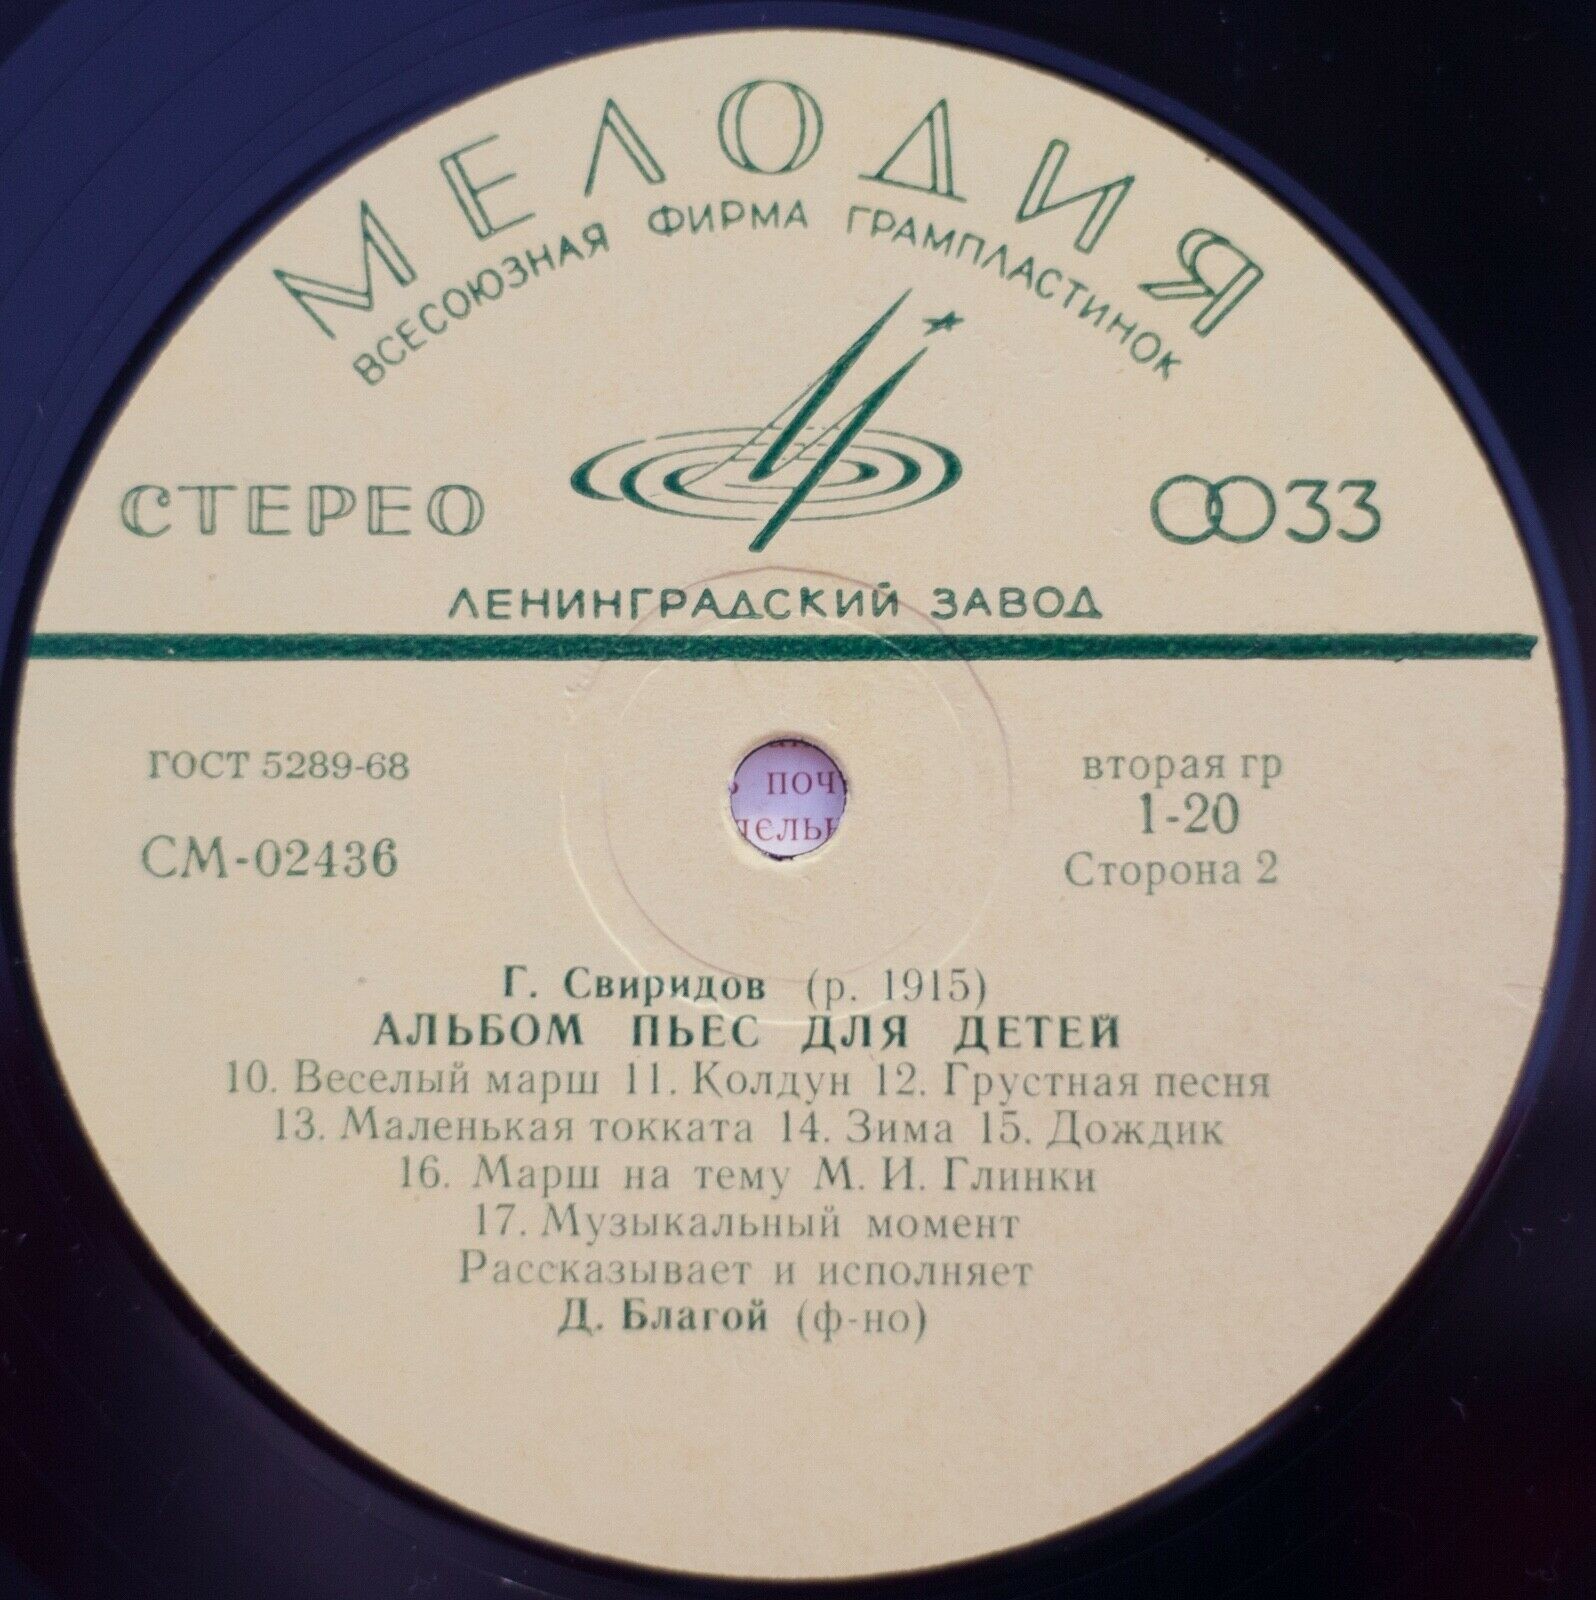 МЕЛОДИЯ
ВСЕСОЮЗНАЯ ФИРМА ГРАМПЛАСТИНОК
СТЕРЕО
33
ЛЕНИНГРАДСКИЙ ЗАВОД
ГОСТ 5289-68
вторая гр
1-20
СМ-02436
Сторона 2
Г. Свиридов (р. 1915)
АЛЬБОМ ПЬЕС ДЛЯ ДЕТЕЙ
10. Веселый марш 11. Колдун 12. Грустная песня
13. Маленькая токката 14. Зима 15. Дождик
16. Марш на тему М. И. Глинки
17. Музыкальный момент
Рассказывает и исполняет
Д. Благой (ф-но)